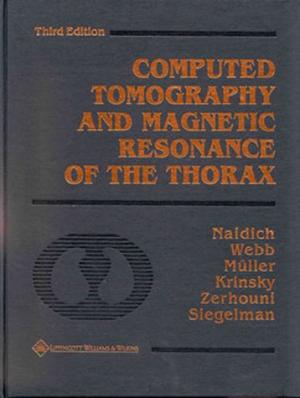 Third Edition
COMPUTED
TOMOGRAPHY
AND MAGNETIC
RESONANCE
OF THE THORAX
Naidich
Webb
Müller
Krinsky
Zerhouni
Siegelman
LIPPINCOTT WILLIAMS & WILKINS